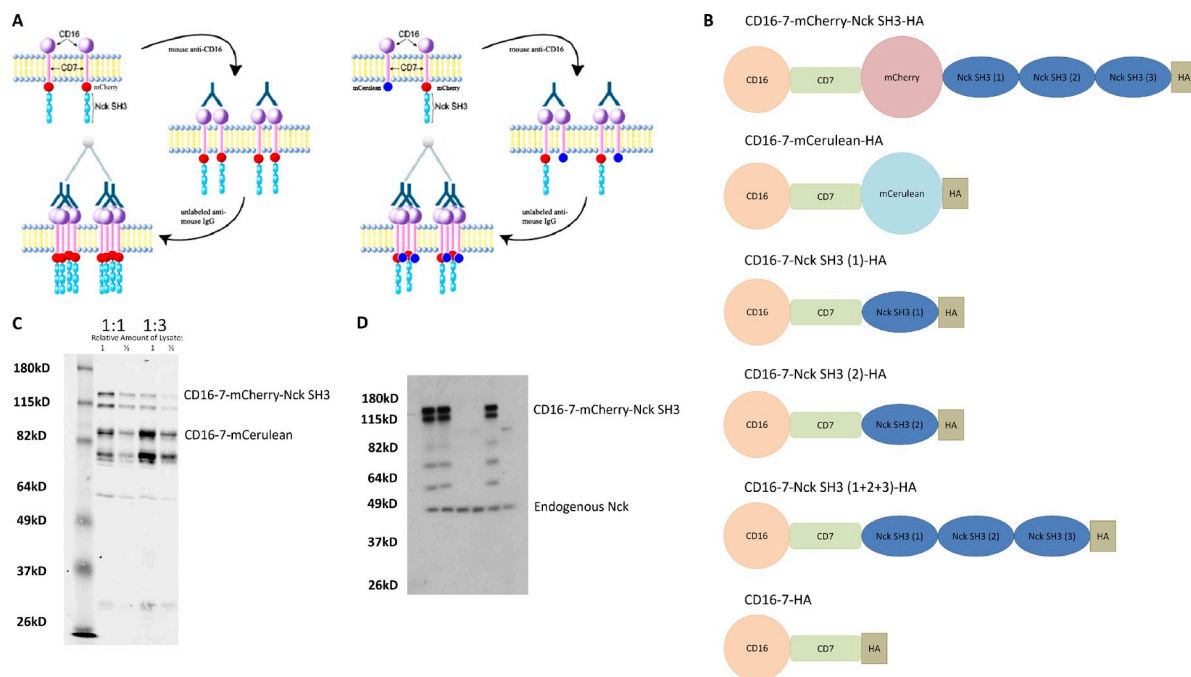 A
CD16
CD7
mCherry
Nck SH3
mouse anti-CD16
unlabeled anti-
mouse IgG
CD16
CD7
mCerulean
mCherry
Nck SH3
mouse anti-CD16
unlabeled anti-
mouse IgG
B
CD16-7-mCherry-Nck SH3-HA
CD16 CD7 mCherry Nck SH3 (1) Nck SH3 (2) Nck SH3 (3) HA
CD16-7-mCerulean-HA
CD16 CD7 mCerulean HA
CD16-7-Nck SH3 (1)-HA
CD16 CD7 Nck SH3 (1) HA
CD16-7-Nck SH3 (2)-HA
CD16 CD7 Nck SH3 (2) HA
CD16-7-Nck SH3 (1+2+3)-HA
CD16 CD7 Nck SH3 (1) Nck SH3 (2) Nck SH3 (3) HA
CD16-7-HA
CD16 CD7 HA
C
1:1 1:3
Relative Amount of Lysate:
1 ½ 1 ½
180kD
115kD
82kD
64kD
49kD
37kD
26kD
CD16-7-mCherry-Nck SH3
CD16-7-mCerulean
D
180kD
115kD
82kD
64kD
49kD
37kD
26kD
CD16-7-mCherry-Nck SH3
Endogenous Nck